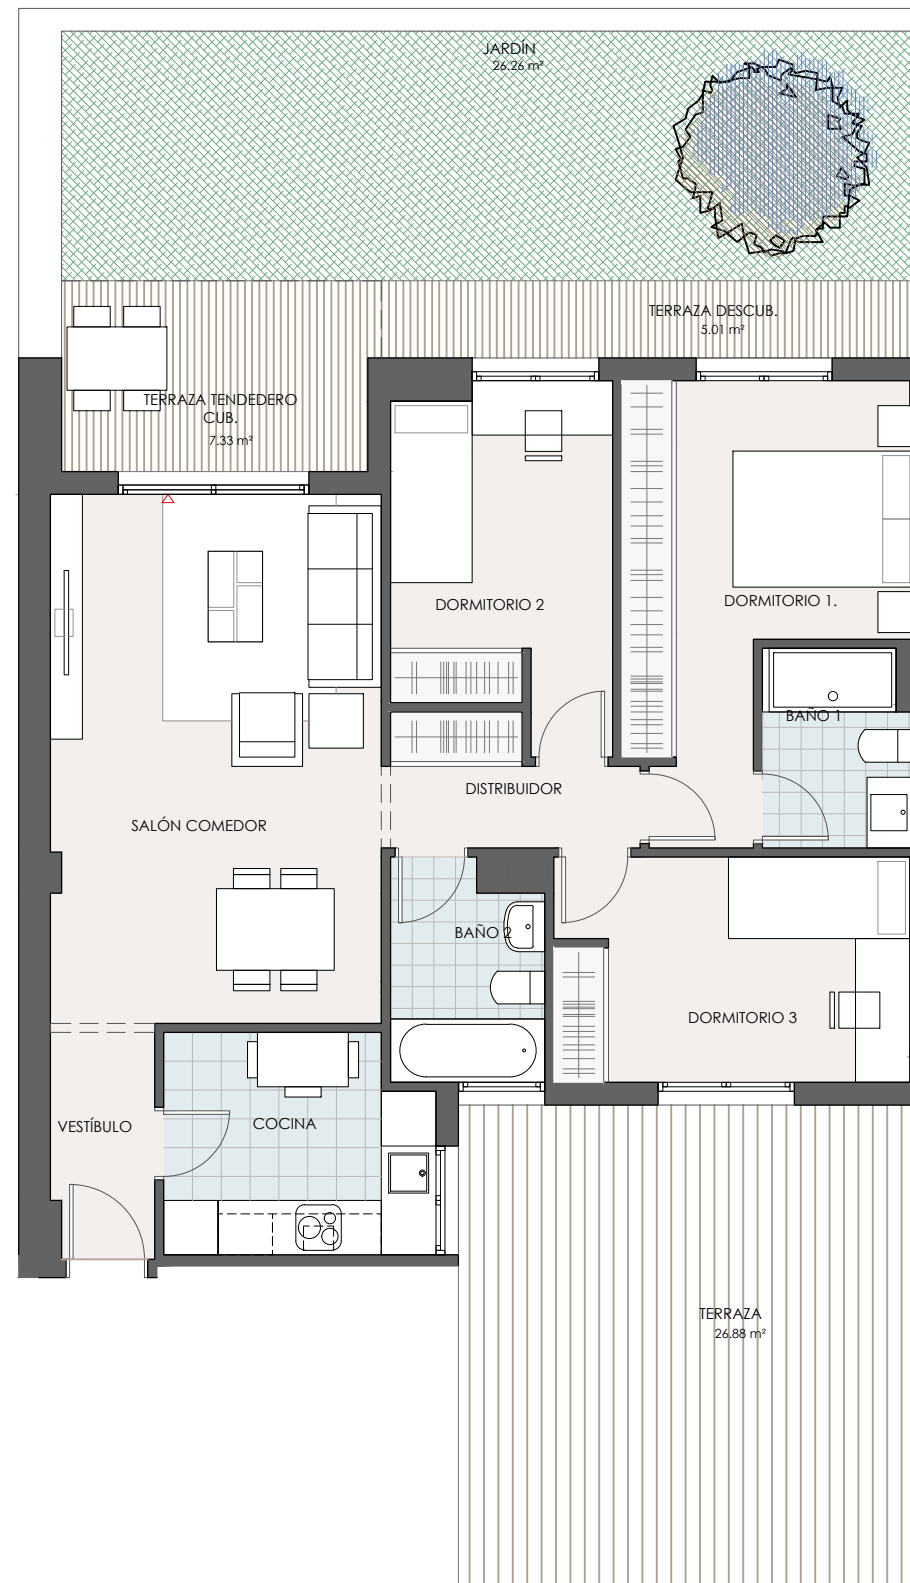 JARDÍN
26.26 m²
TERRAZA DESCUB.
5.01 m²
TERRAZA TENDEDERO
CUB.
7.33 m²
DORMITORIO 2
DORMITORIO 1.
BAÑO 1
DISTRIBUIDOR
SALÓN COMEDOR
BAÑO 2
DORMITORIO 3
VESTÍBULO
COCINA
TERRAZA
26.88 m²